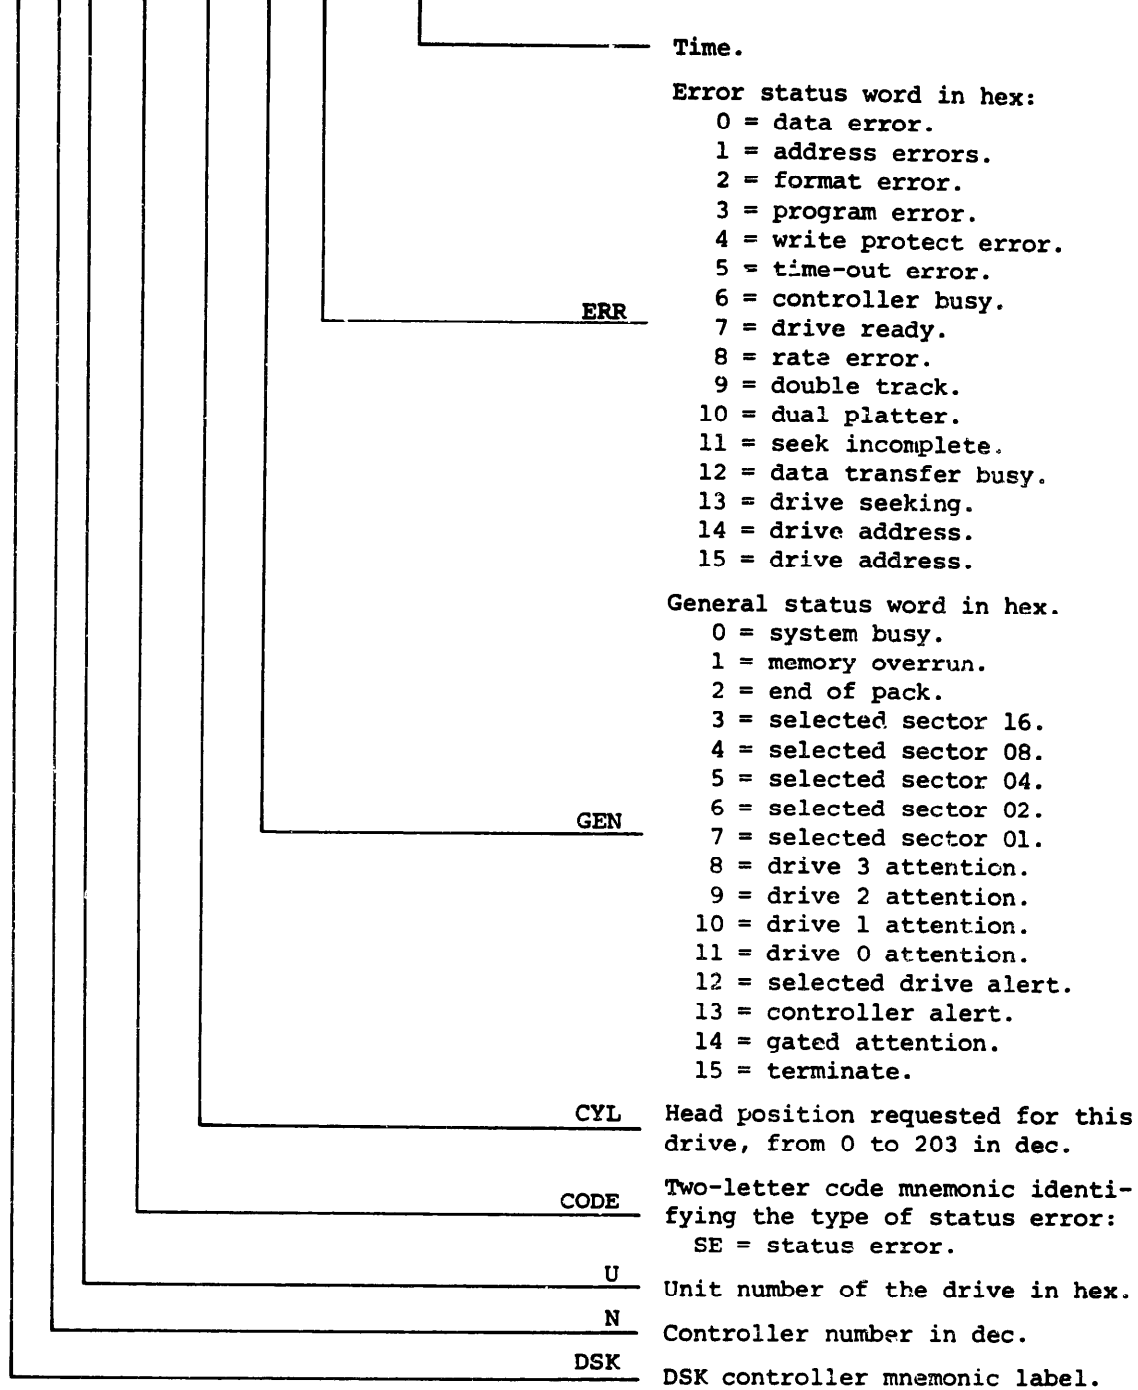 Time.
Error status word in hex:
0 = data error.
1 = address errors.
2 = format error.
3 = program error.
4 = write protect error.
5 = time-out error.
6 = controller busy.
ERR
7 = drive ready.
8 = rate error.
9 = double track.
10 = dual platter.
11 = seek incomplete.
12 = data transfer busy.
13 = drive seeking.
14 = drive address.
15 = drive address.
General status word in hex.
0 = system busy.
1 = memory overrun.
2 = end of pack.
3 = selected sector 16.
4 = selected sector 08.
5 = selected sector 04.
6 = selected sector 02.
GEN
7 = selected sector 01.
8 = drive 3 attention.
9 = drive 2 attention.
10 = drive 1 attention.
11 = drive 0 attention.
12 = selected drive alert.
13 = controller alert.
14 = gated attention.
15 = terminate.
CYL Head position requested for this
drive, from 0 to 203 in dec.
Two-letter code mnemonic identi-
CODE
fying the type of status error:
SE = status error.
U
Unit number of the drive in hex.
N
Controller number in dec.
DSK
DSK controller mnemonic label.